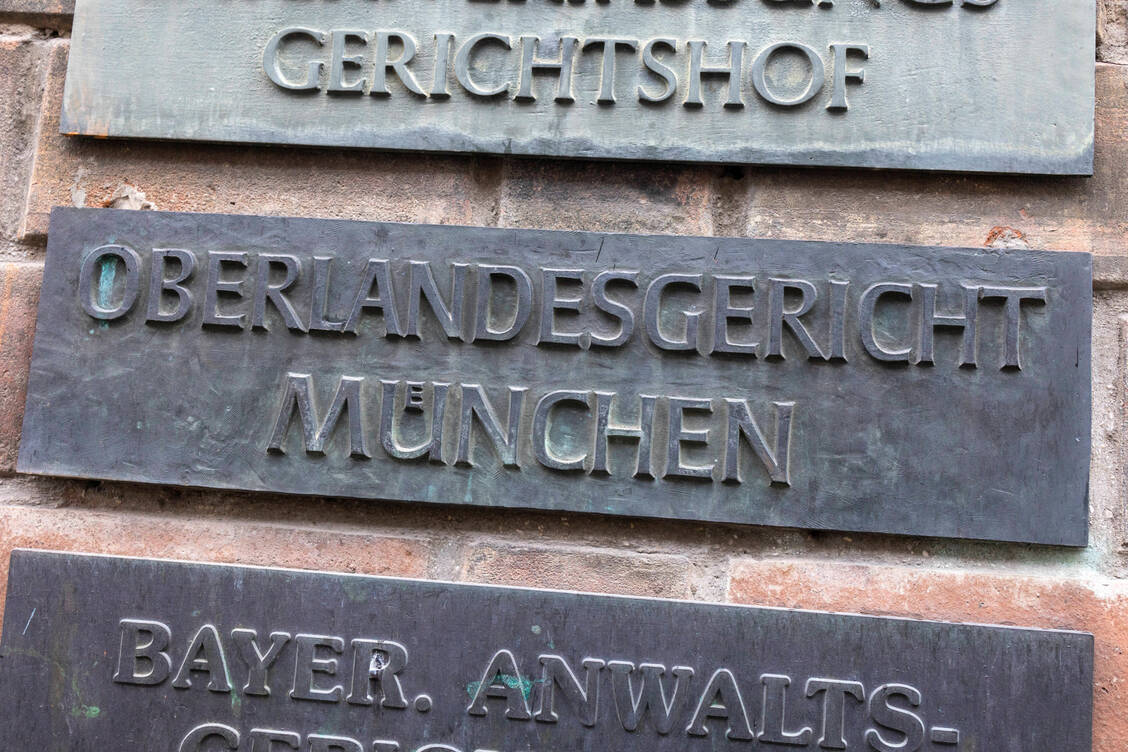 GERICHTSHOF
OBERLANDESGERICHT
MÜNCHEN
BAYER. ANWALTS-